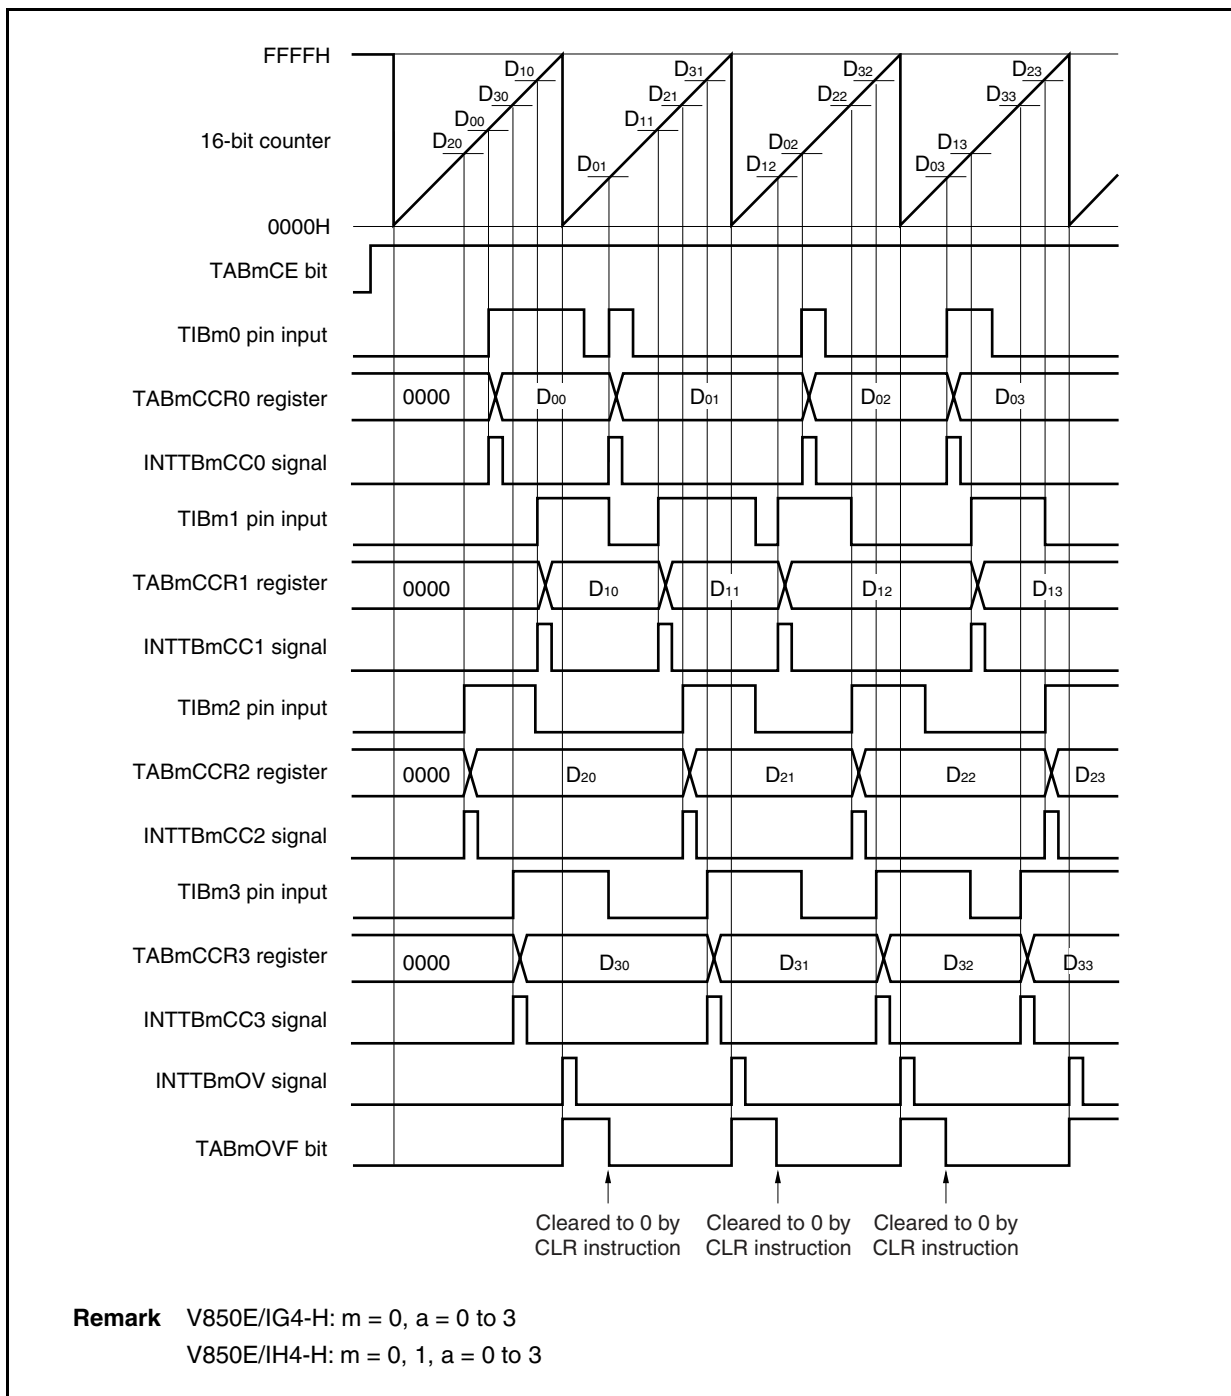 FFFFH
16-bit counter
0000H
D20
D00
D30
D10
D01
D11
D21
D31
D12
D02
D22
D32
D03
D13
D33
D23
TABmCE bit
TIBm0 pin input
TABmCCR0 register
0000 D00 D01 D02 D03
INTTBmCC0 signal
TIBm1 pin input
TABmCCR1 register
0000 D10 D11 D12 D13
INTTBmCC1 signal
TIBm2 pin input
TABmCCR2 register
0000 D20 D21 D22 D23
INTTBmCC2 signal
TIBm3 pin input
TABmCCR3 register
0000 D30 D31 D32 D33
INTTBmCC3 signal
INTTBmOV signal
TABmOVF bit
Cleared to 0 by
CLR instruction
Cleared to 0 by
CLR instruction
Cleared to 0 by
CLR instruction
Remark V850E/IG4-H: m = 0, a = 0 to 3
V850E/IH4-H: m = 0, 1, a = 0 to 3